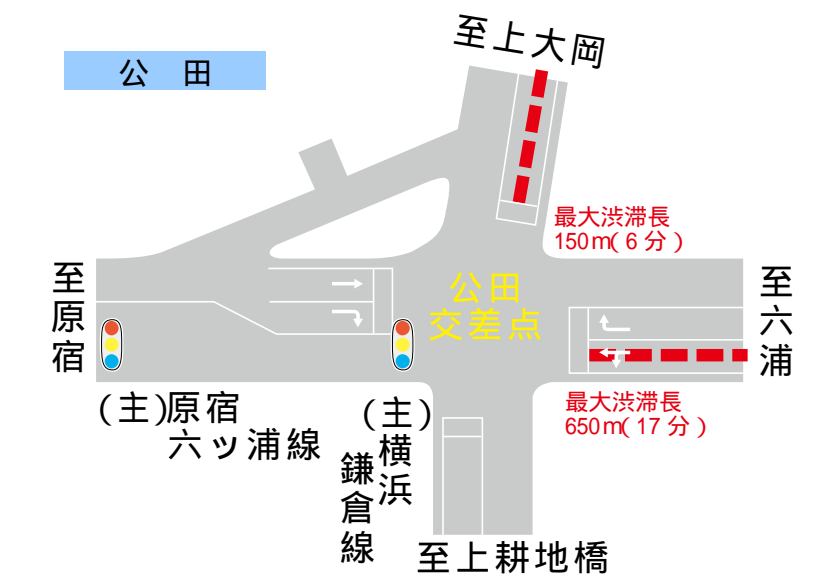 公 田
至上大岡
最大渋滞長
150m(6分)
至原宿
公田
交差点
至六浦
(主)原宿
六ッ浦線
(主)横浜
鎌倉線
最大渋滞長
650m(17分)
至上耕地橋